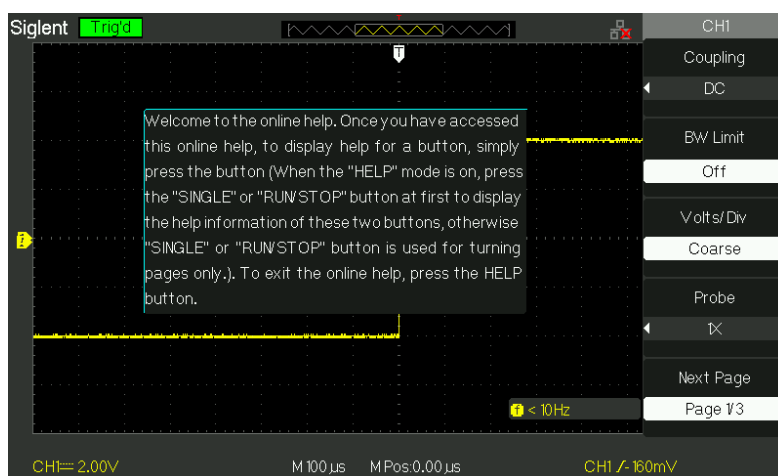 Siglent Trig'd CH1
T
Coupling
DC
Welcome to the online help. Once you have accessed
this online help, to display help for a button, simply
press the button (When the "HELP" mode is on, press
the "SINGLE" or "RUN/STOP" button at first to display
the help information of these two buttons, otherwise
"SINGLE" or "RUN/STOP" button is used for turning
pages only.). To exit the online help, press the HELP
button.
BW Limit
Off
Volts/Div
Coarse
Probe
1X
Next Page
Page 1/3
f < 10Hz
CH1 2.00V M 100µs M Pos:0.00µs CH1 -160mV